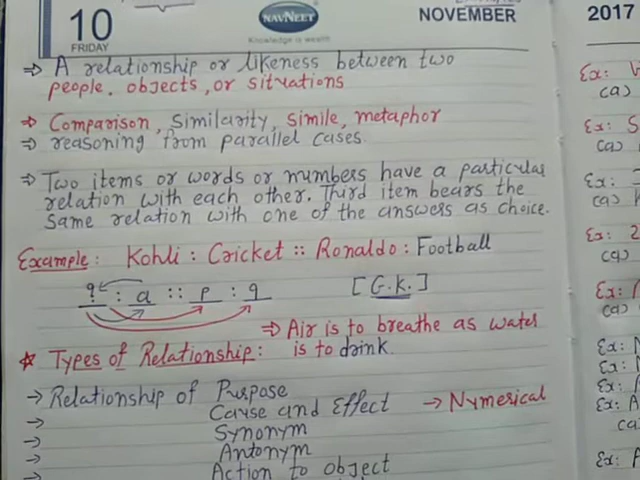 10
FRIDAY
NAVNEET
Knowledge is wealth
NOVEMBER
2017
⇒ A relationship or likeness between two
people. objects, or situations
⇒ Comparison, similarity, simile, metaphor
⇒ reasoning from parallel cases.
⇒ Two items or words or numbers have a particular
relation with each other. Third item bears the
same relation with one of the answers as choice.
Example: Kohli : Cricket :: Ronaldo : Football
: a :: p : q [G.K.]
⇒ Air is to breathe as water
is to drink.
* Types of Relationship:
→ Relationship of Purpose
→ Cause and Effect → Numerical
→ Synonym
→ Antonym
→ Action to object
Ex:
(a)
Ex: S
(a)
Ex:
(a)
Ex: 2
(a)
Ex:
(a)
Ex:
Ex:
Ex:
Ex: A
Ex: A